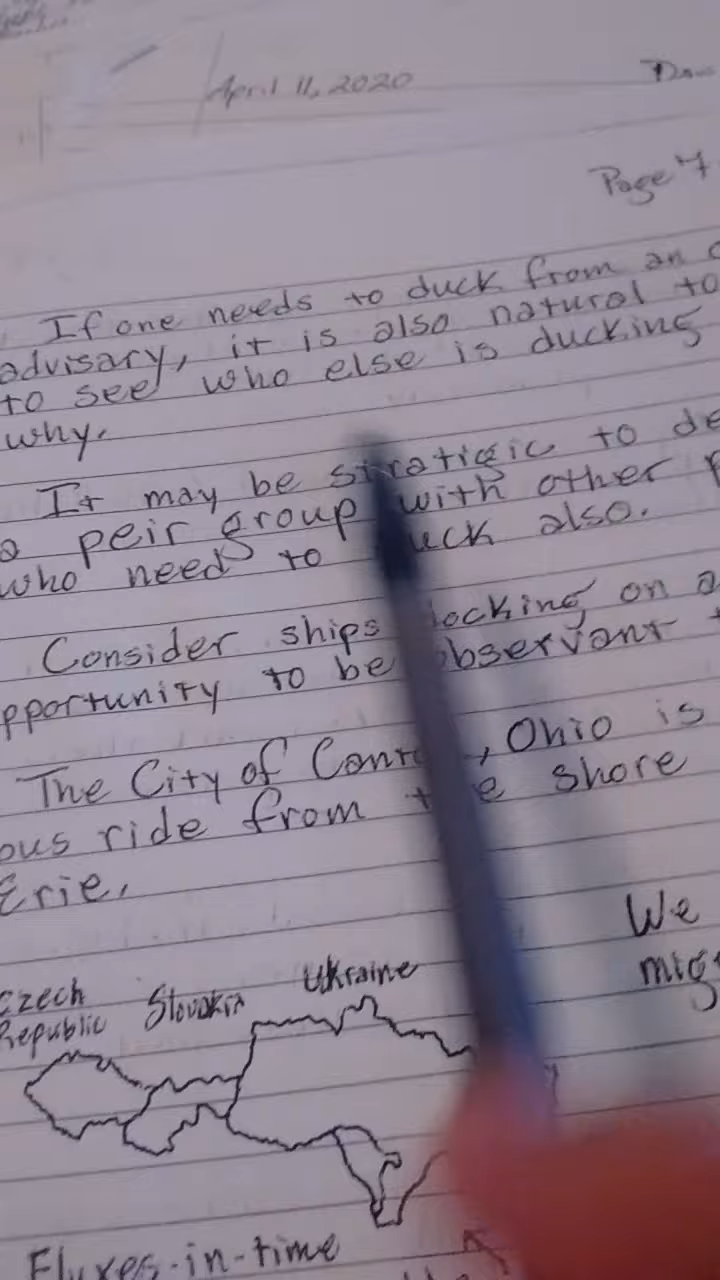 April 11, 2020
Page 7
If one needs to duck from an
advisary, it is also natural to
to see who else is ducking
why.
It may be stratigic to de
a peir group with other p
who need to uck also.
Consider ships ocking on a
pportunity to be bservant t
The City of Cant , Ohio is
ous ride from t e shore
Erie,
We
mig
Czech Slovakia Ukraine
Republic
Fluxes-in-time